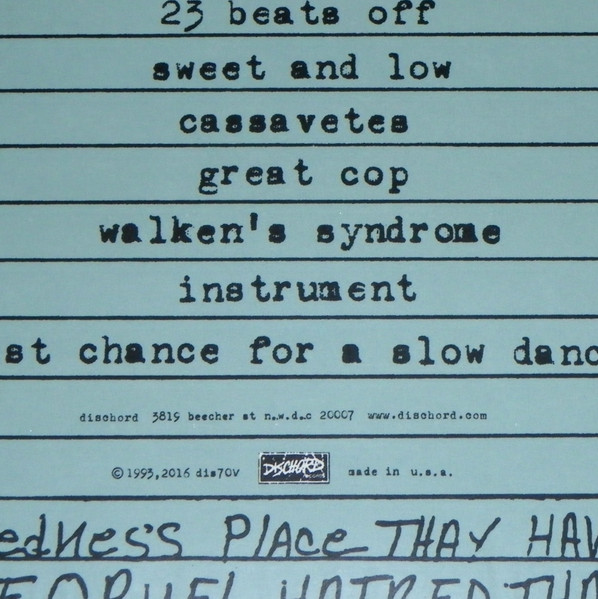 23 beats off
sweet and low
cassavetes
great cop
walken's syndrome
instrument
st chance for a slow danc
dischord 3819 beecher st n.w.d.c 20007 www.dischord.com
©1993,2016 dis70V DISCHORD RECORDS made in u.s.a.
edness PlAce THAY HAV